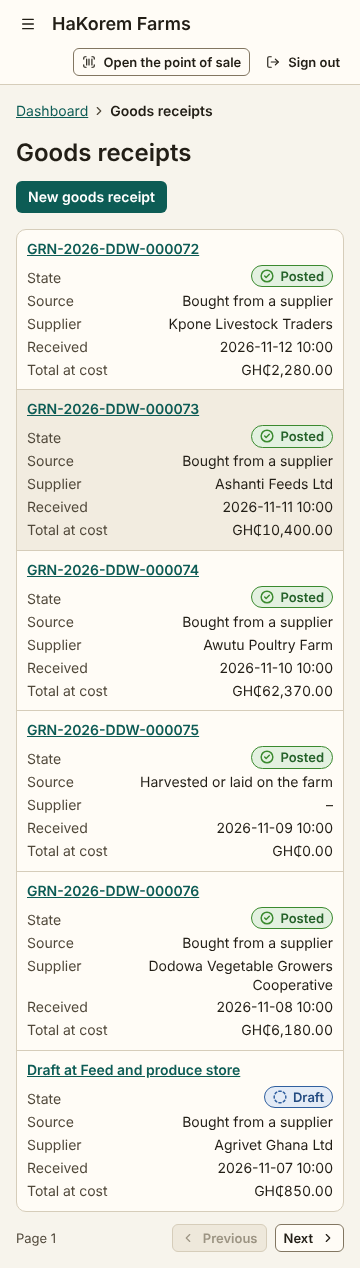 HaKorem Farms
Open the point of sale
Sign out
Dashboard > Goods receipts
Goods receipts
New goods receipt
GRN-2026-DDW-000072
State Posted
Source Bought from a supplier
Supplier Kpone Livestock Traders
Received 2026-11-12 10:00
Total at cost GH₵2,280.00
GRN-2026-DDW-000073
State Posted
Source Bought from a supplier
Supplier Ashanti Feeds Ltd
Received 2026-11-11 10:00
Total at cost GH₵10,400.00
GRN-2026-DDW-000074
State Posted
Source Bought from a supplier
Supplier Awutu Poultry Farm
Received 2026-11-10 10:00
Total at cost GH₵62,370.00
GRN-2026-DDW-000075
State Posted
Source Harvested or laid on the farm
Supplier –
Received 2026-11-09 10:00
Total at cost GH₵0.00
GRN-2026-DDW-000076
State Posted
Source Bought from a supplier
Supplier Dodowa Vegetable Growers
Cooperative
Received 2026-11-08 10:00
Total at cost GH₵6,180.00
Draft at Feed and produce store
State Draft
Source Bought from a supplier
Supplier Agrivet Ghana Ltd
Received 2026-11-07 10:00
Total at cost GH₵850.00
Page 1 Previous Next